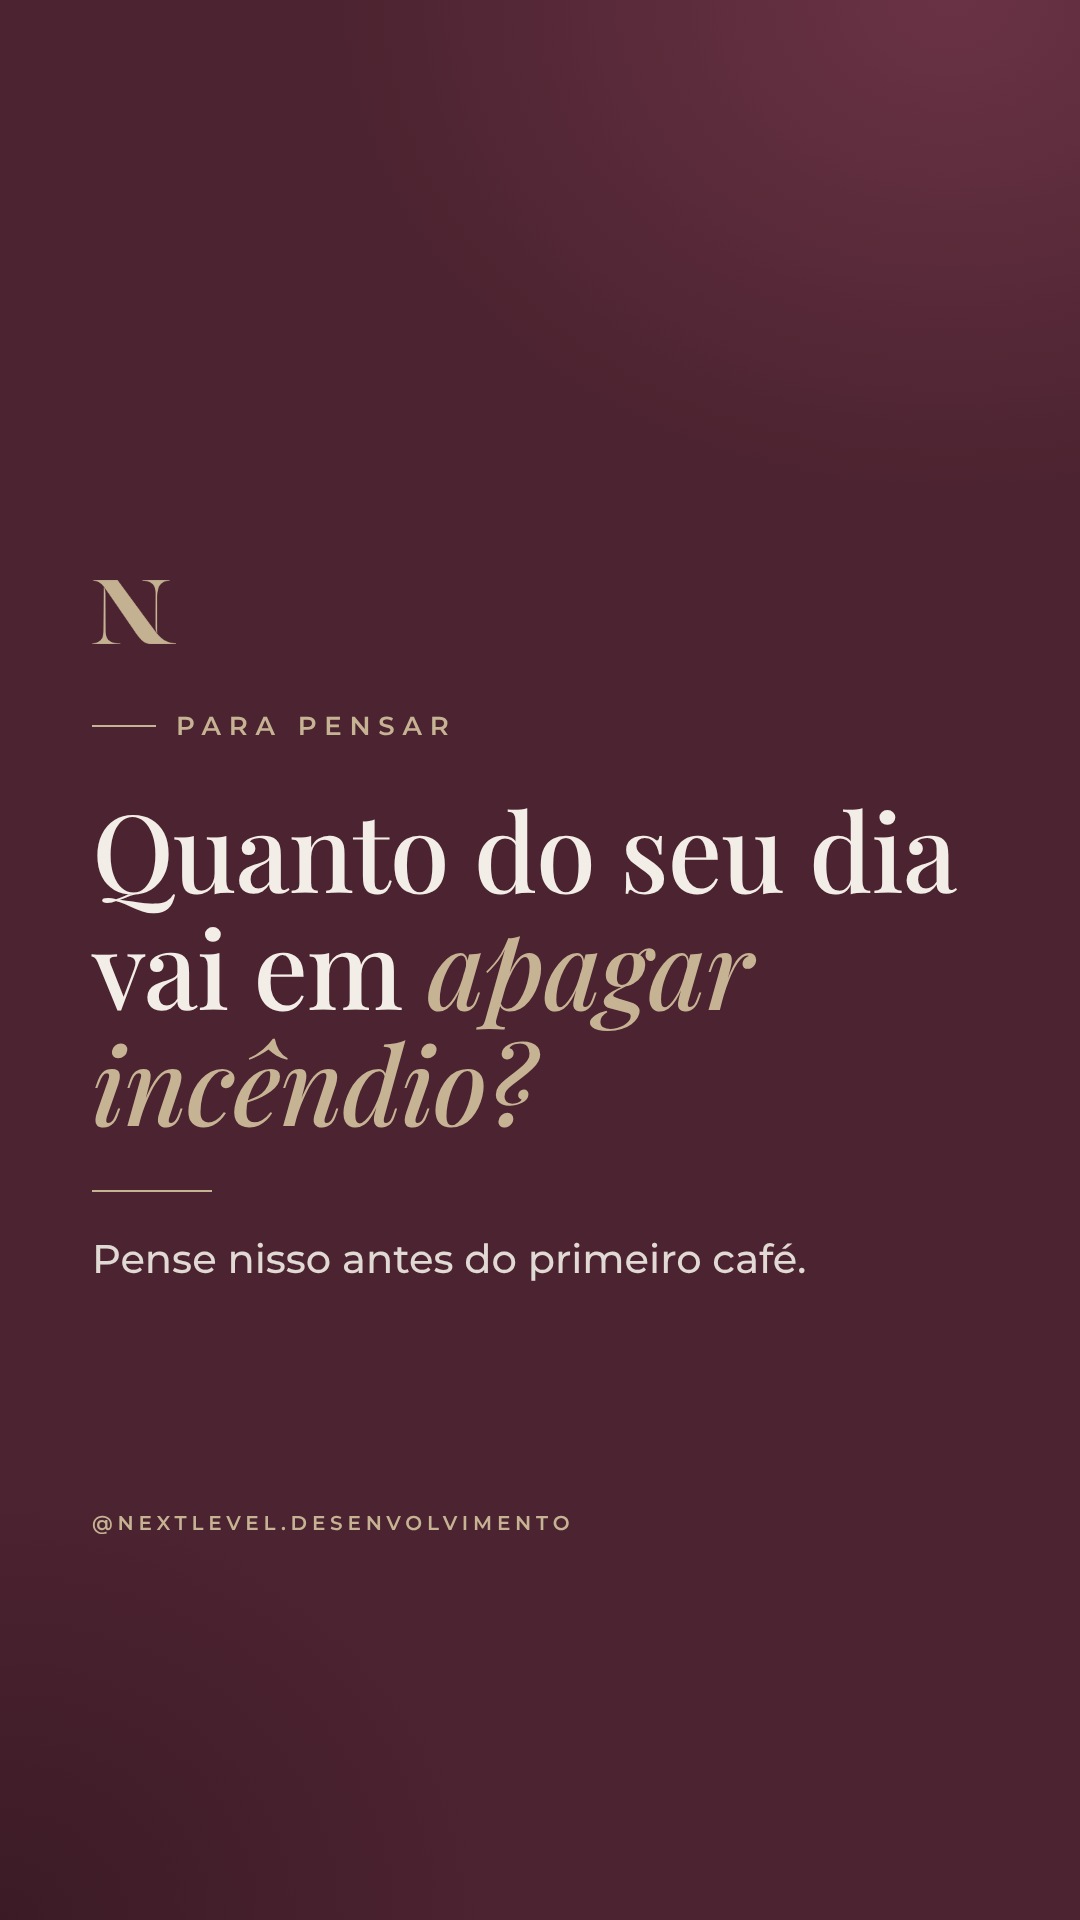 N
PARA PENSAR
Quanto do seu dia
vai em apagar
incêndio?
Pense nisso antes do primeiro café.
@NEXTLEVEL.DESENVOLVIMENTO